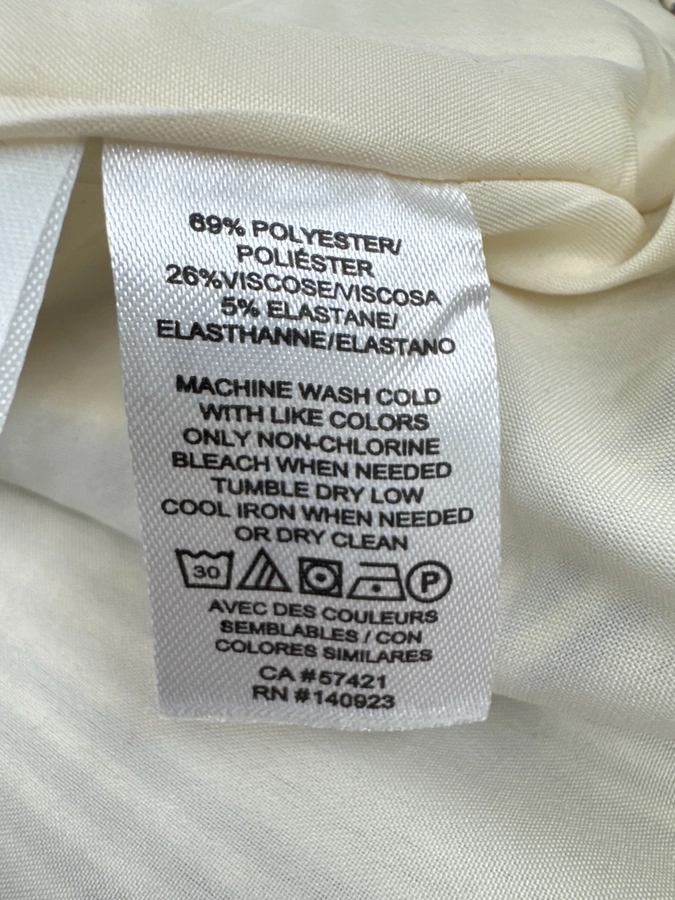 69% POLYESTER/
POLIÉSTER
26%VISCOSE/VISCOSA
5% ELASTANE/
ELASTHANNE/ELASTANO
MACHINE WASH COLD
WITH LIKE COLORS
ONLY NON-CHLORINE
BLEACH WHEN NEEDED
TUMBLE DRY LOW
COOL IRON WHEN NEEDED
OR DRY CLEAN
30 P
AVEC DES COULEURS
SEMBLABLES / CON
COLORES SIMILARES
CA #57421
RN #140923